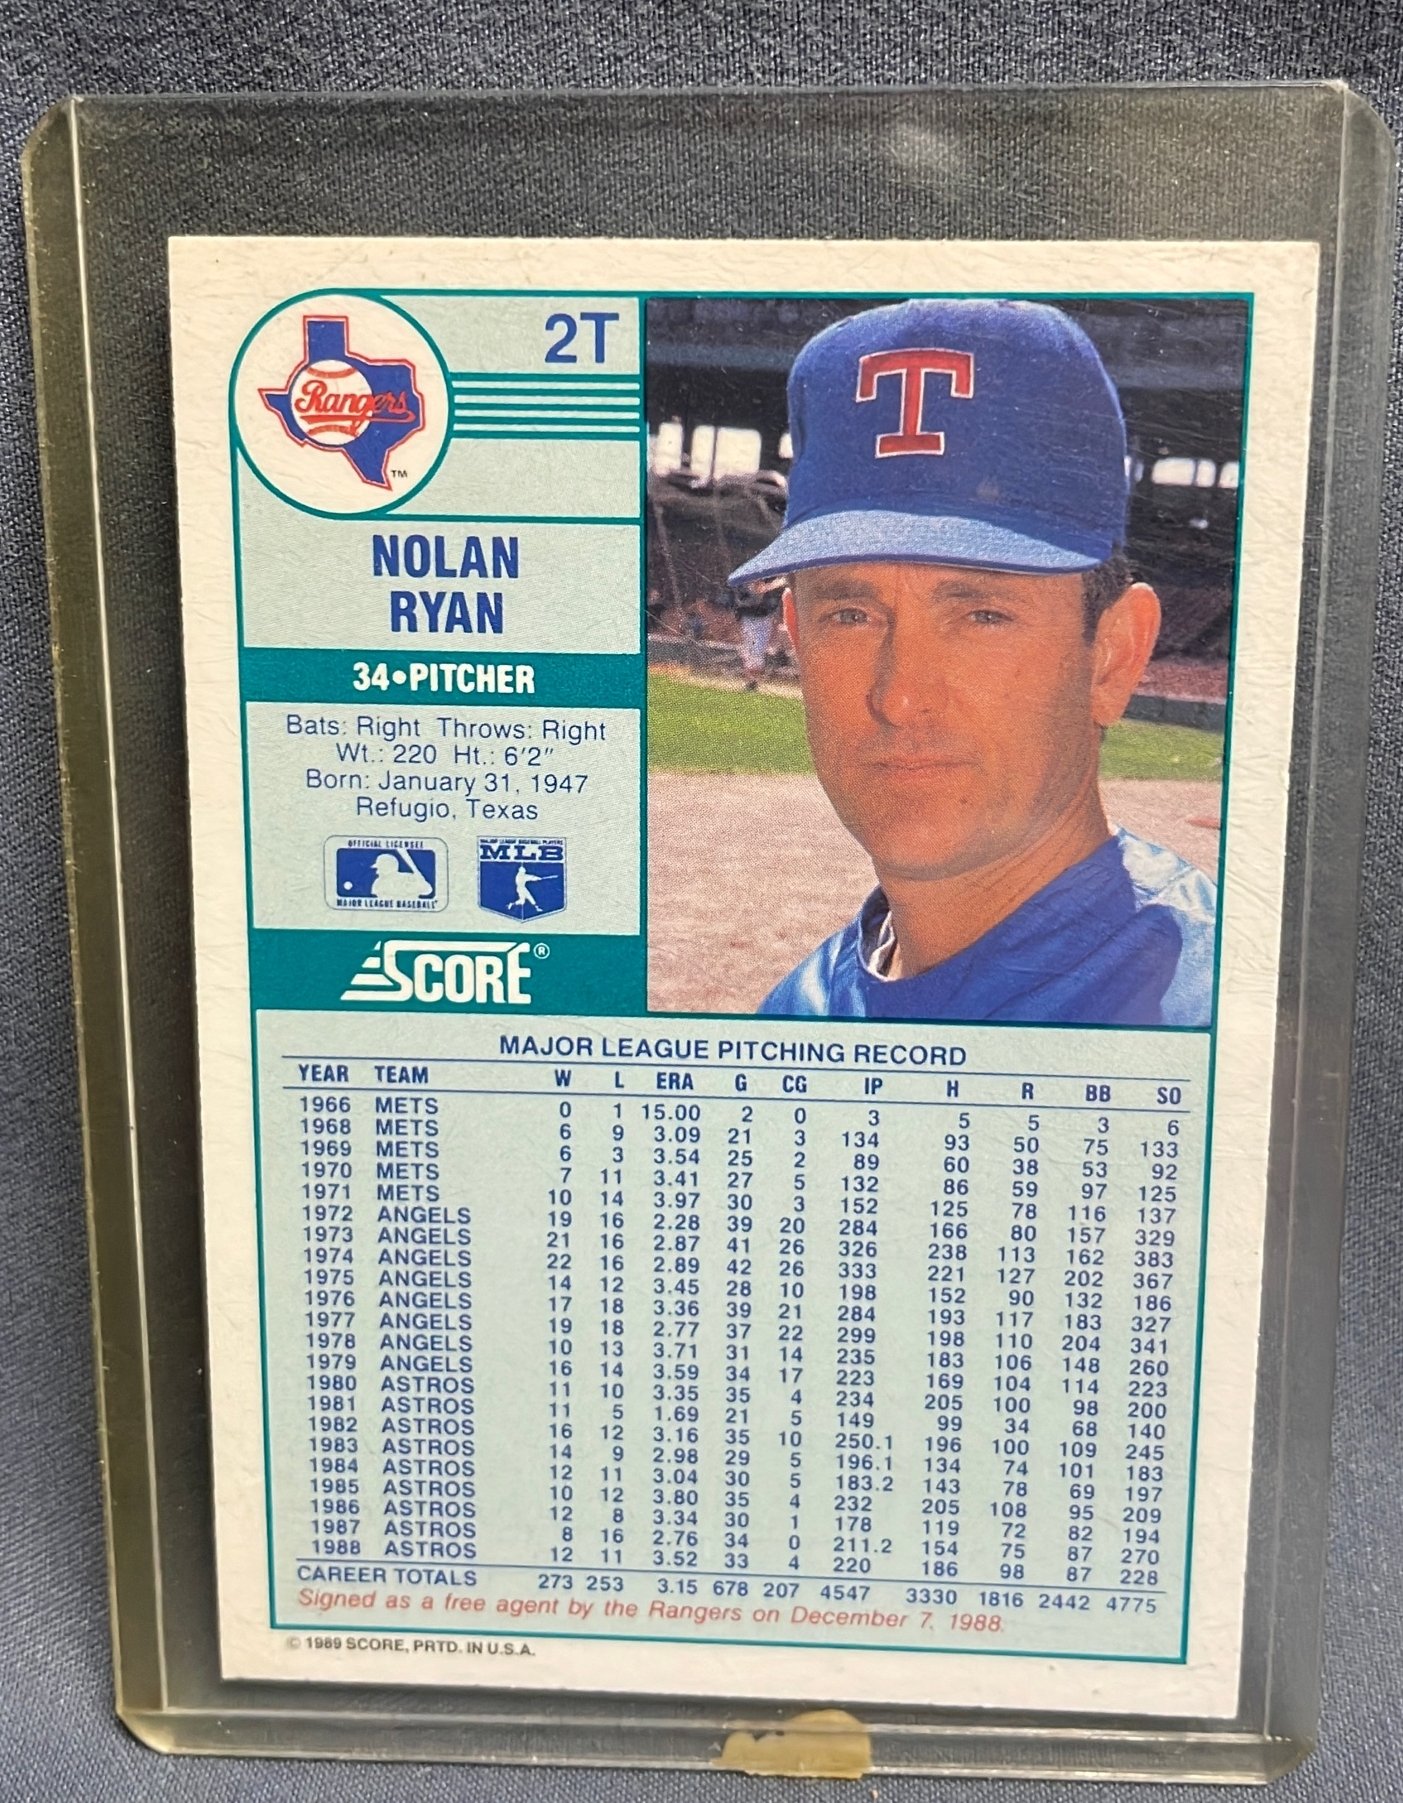 2T
Rangers
TM
T
NOLAN
RYAN
34•PITCHER
Bats: Right Throws: Right
Wt.: 220 Ht.: 6'2"
Born: January 31, 1947
Refugio, Texas
OFFICIAL LICENSEE
MAJOR LEAGUE BASEBALL
MAJOR LEAGUE BASEBALL PLAYERS
MLB
SCORE®
MAJOR LEAGUE PITCHING RECORD
YEAR TEAM W L ERA G CG IP H R BB SO
1966 METS 0 1 15.00 2 0 3 5 5 3 6
1968 METS 6 9 3.09 21 3 134 93 50 75 133
1969 METS 6 3 3.54 25 2 89 60 38 53 92
1970 METS 7 11 3.41 27 5 132 86 59 97 125
1971 METS 10 14 3.97 30 3 152 125 78 116 137
1972 ANGELS 19 16 2.28 39 20 284 166 80 157 329
1973 ANGELS 21 16 2.87 41 26 326 238 113 162 383
1974 ANGELS 22 16 2.89 42 26 333 221 127 202 367
1975 ANGELS 14 12 3.45 28 10 198 152 90 132 186
1976 ANGELS 17 18 3.36 39 21 284 193 117 183 327
1977 ANGELS 19 18 2.77 37 22 299 198 110 204 341
1978 ANGELS 10 13 3.71 31 14 235 183 106 148 260
1979 ANGELS 16 14 3.59 34 17 223 169 104 114 223
1980 ASTROS 11 10 3.35 35 4 234 205 100 98 200
1981 ASTROS 11 5 1.69 21 5 149 99 34 68 140
1982 ASTROS 16 12 3.16 35 10 250.1 196 100 109 245
1983 ASTROS 14 9 2.98 29 5 196.1 134 74 101 183
1984 ASTROS 12 11 3.04 30 5 183.2 143 78 69 197
1985 ASTROS 10 12 3.80 35 4 232 205 108 95 209
1986 ASTROS 12 8 3.34 30 1 178 119 72 82 194
1987 ASTROS 8 16 2.76 34 0 211.2 154 75 87 270
1988 ASTROS 12 11 3.52 33 4 220 186 98 87 228
CAREER TOTALS 273 253 3.15 678 207 4547 3330 1816 2442 4775
Signed as a free agent by the Rangers on December 7, 1988.
© 1989 SCORE, PRTD. IN U.S.A.